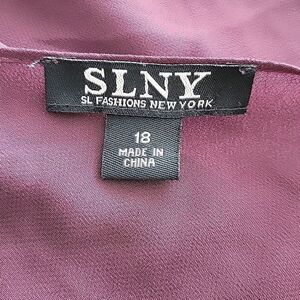 SLNY
SL FASHIONS NEW YORK
18
MADE IN
CHINA